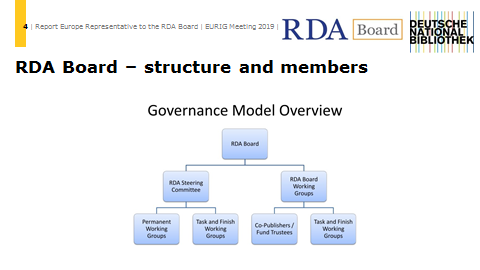 4 | Report Europe Representative to the RDA Board | EURIG Meeting 2019 |
RDA Board
DEUTSCHE
NATIONAL
BIBLIOTHEK
RDA Board – structure and members
Governance Model Overview
RDA Board
RDA Steering
Committee
RDA Board
Working
Groups
Permanent
Working
Groups
Task and Finish
Working
Groups
Co-Publishers /
Fund Trustees
Task and Finish
Working
Groups